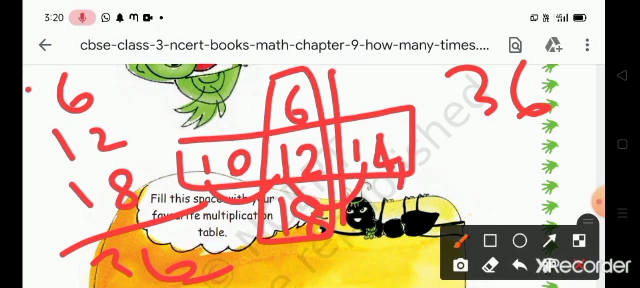 3:20
cbse-class-3-ncert-books-math-chapter-9-how-many-times....
6
12
18
36
6
10 12 14
18
36
Fill this space with your
favourite multiplication
table.
XRecorder